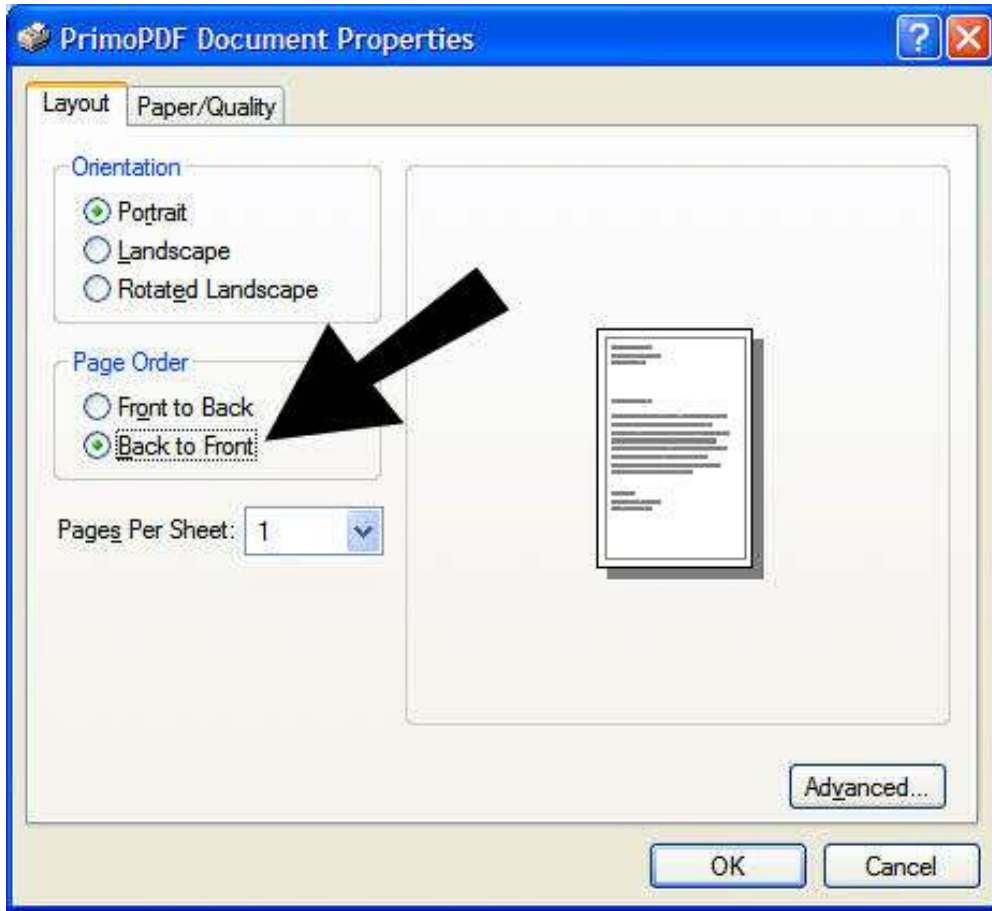 PrimoPDF Document Properties
Layout Paper/Quality
Orientation
Portrait
Landscape
Rotated Landscape
Page Order
Front to Back
Back to Front
Pages Per Sheet: 1
Advanced...
OK Cancel